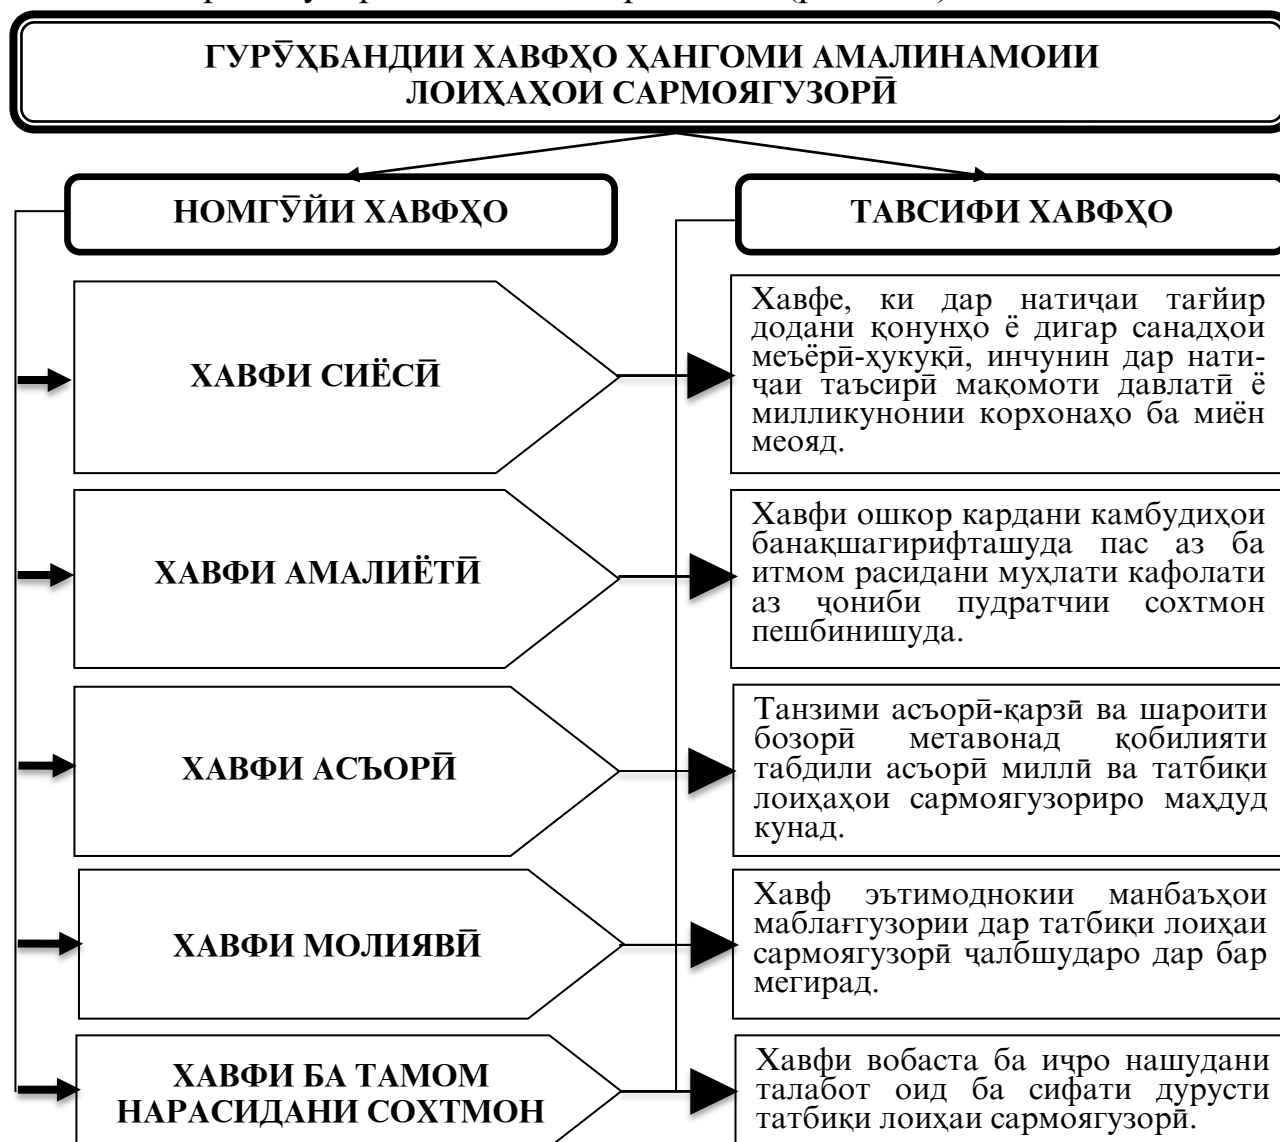 ГУРӮҲБАНДИИ ХАВФҲО ҲАНГОМИ АМАЛИНАМОИИ
ЛОИҲАҲОИ САРМОЯГУЗОРӢ
НОМГӮЙИ ХАВФҲО
ТАВСИФИ ХАВФҲО
ХАВФИ СИЁСӢ
Хавфе, ки дар натиҷаи тағйир
додани қонунҳо ё дигар санадҳои
меъёрӣ-ҳукуқӣ, инчунин дар нати-
ҷаи таъсирӣ мақомоти давлатӣ ё
милликунонии корхонаҳо ба миён
меояд.
ХАВФИ АМАЛИЁТӢ
Хавфи ошкор кардани камбудиҳои
банақшагирифташуда пас аз ба
итмом расидани муҳлати кафолати
аз ҷониби пудратчии сохтмон
пешбинишуда.
ХАВФИ АСЪОРӢ
Танзими асъорӣ-қарзӣ ва шароити
бозорӣ метавонад қобилияти
табдили асъорӣ миллӣ ва татбиқи
лоиҳаҳои сармоягузориро маҳдуд
кунад.
ХАВФИ МОЛИЯВӢ
Хавф эътимоднокии манбаъҳои
маблағгузории дар татбиқи лоиҳаи
сармоягузорӣ ҷалбшударо дар бар
мегирад.
ХАВФИ БА ТАМОМ
НАРАСИДАНИ СОХТМОН
Хавфи вобаста ба иҷро нашудани
талабот оид ба сифати дурусти
татбиқи лоиҳаи сармоягузорӣ.